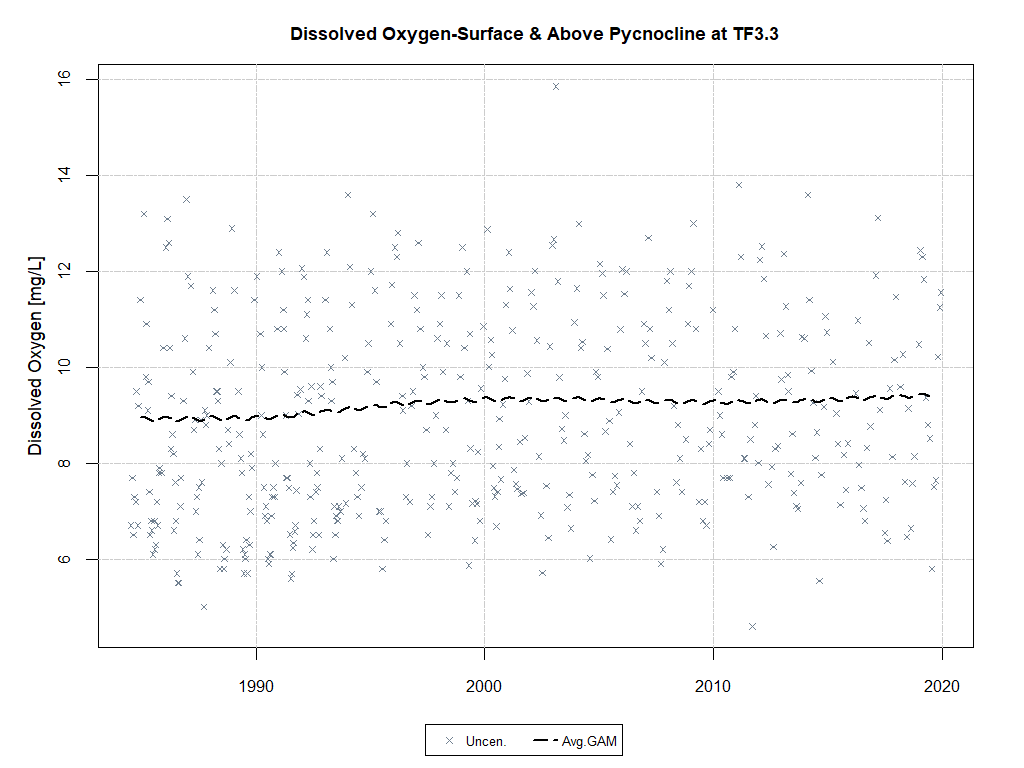 Dissolved Oxygen-Surface & Above Pycnocline at TF3.3
Dissolved Oxygen [mg/L]
16
14
12
10
8
6
1990 2000 2010 2020
Uncen. Avg.GAM